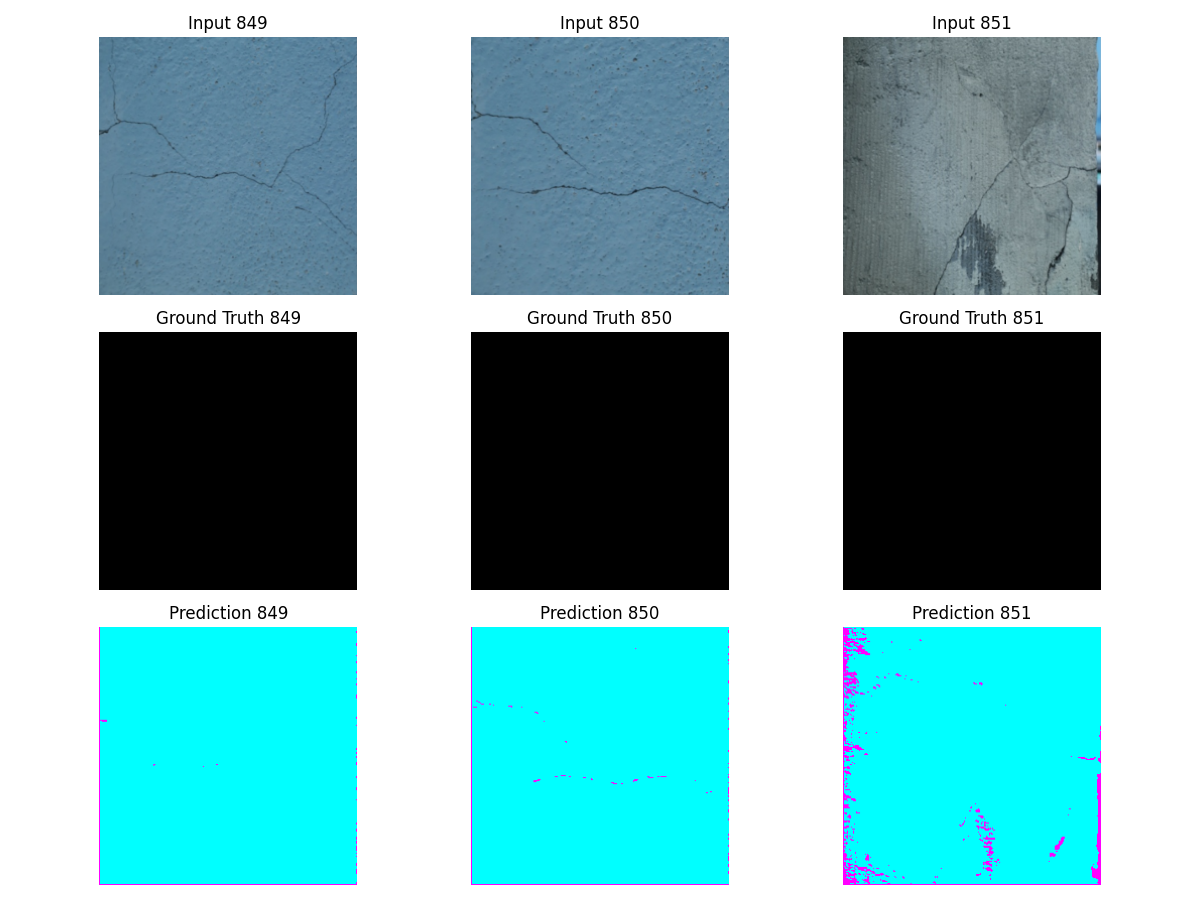 Input 849
Input 850
Input 851
Ground Truth 849
Ground Truth 850
Ground Truth 851
Prediction 849
Prediction 850
Prediction 851